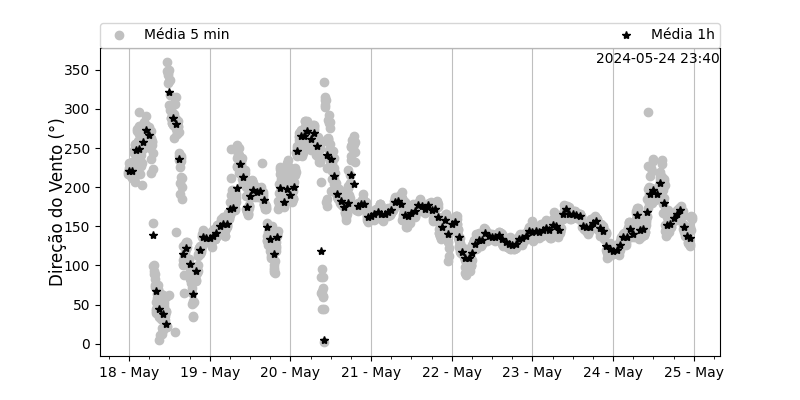 Média 5 min
Média 1h
2024-05-24 23:40
Direção do Vento (°)
350
300
250
200
150
100
50
0
18 - May
19 - May
20 - May
21 - May
22 - May
23 - May
24 - May
25 - May